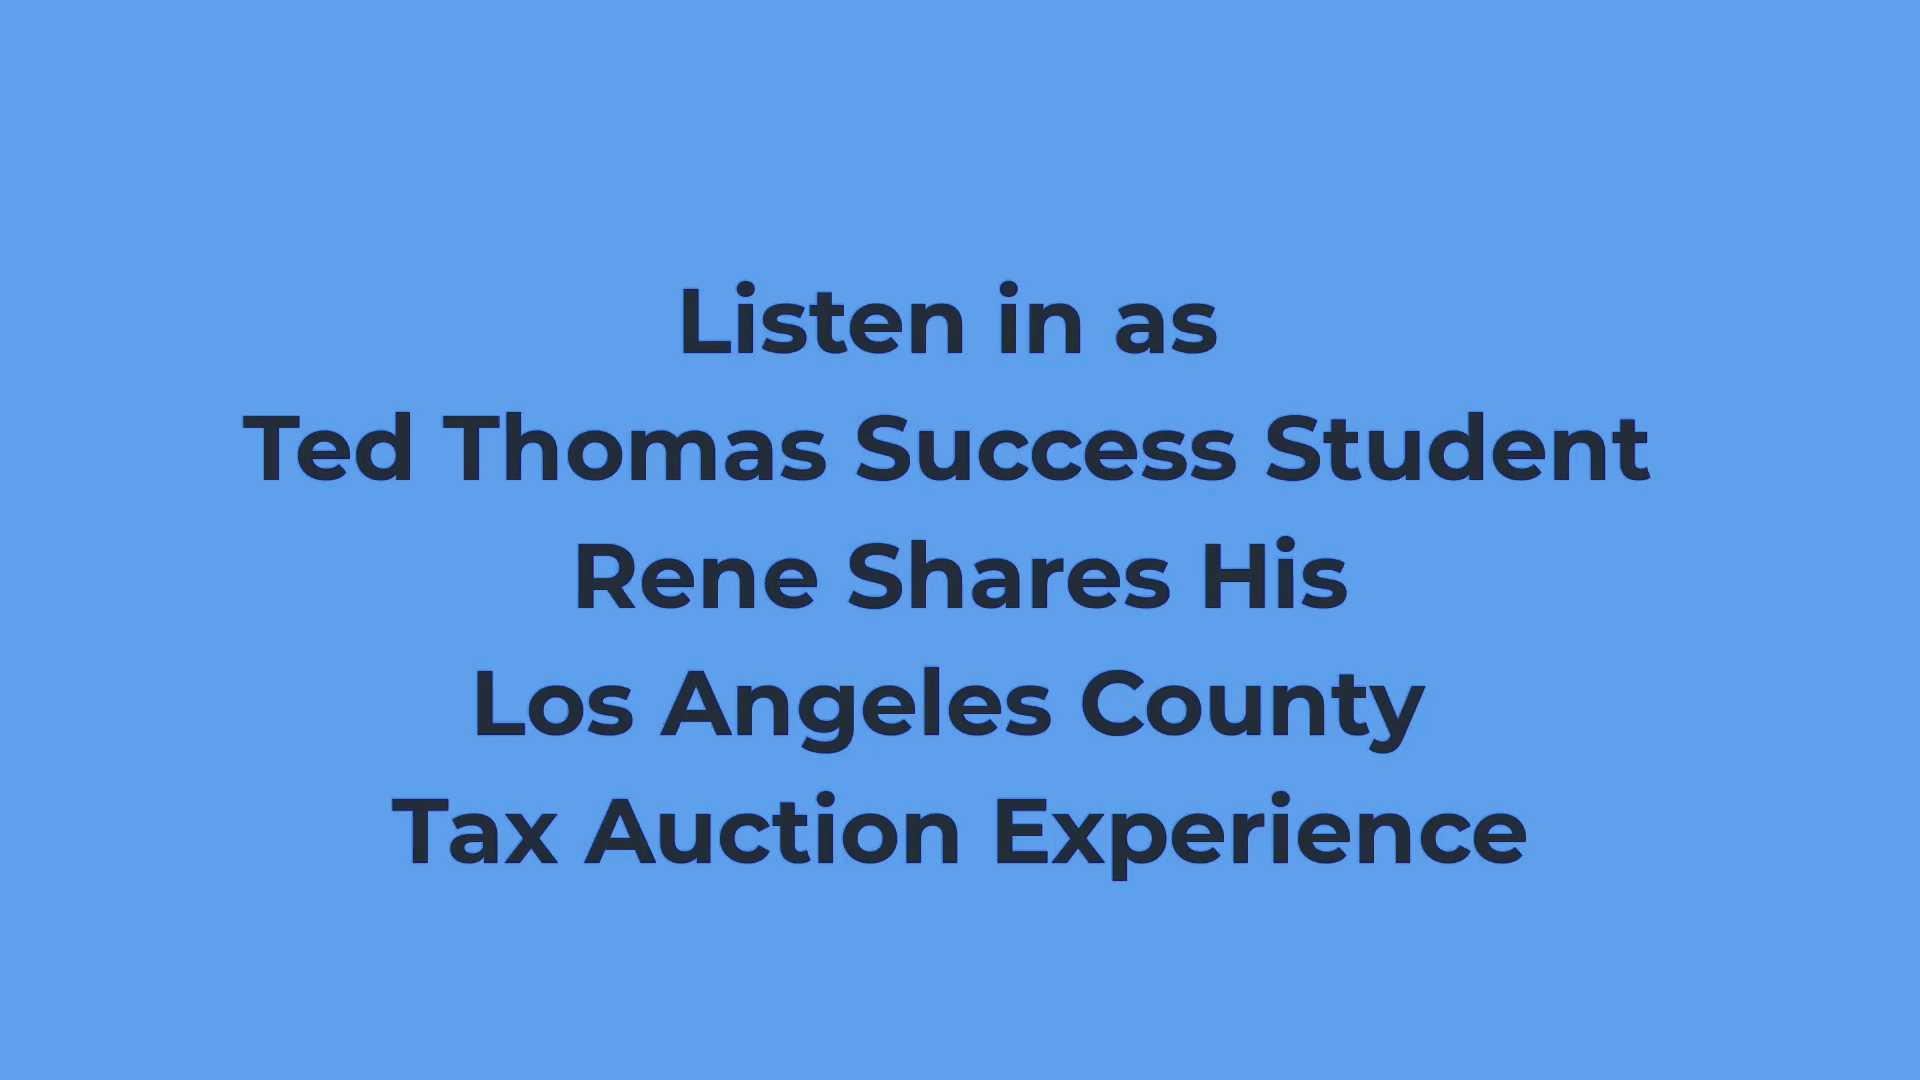 Listen in as
Ted Thomas Success Student
Rene Shares His
Los Angeles County
Tax Auction Experience